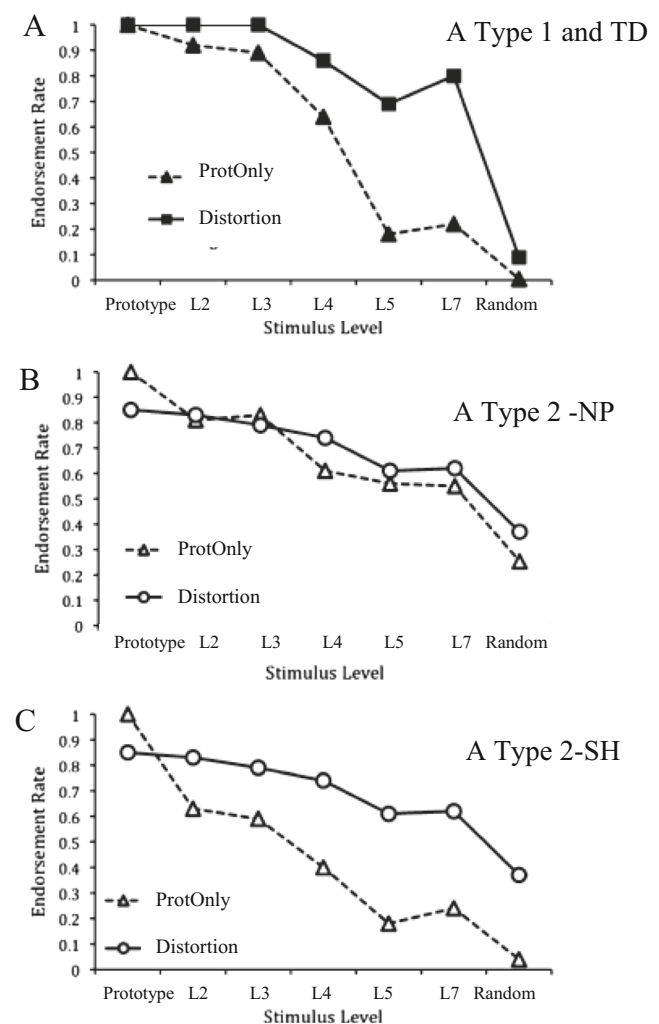 A
A Type 1 and TD
Endorsement Rate
1
0.9
0.8
0.7
0.6
0.5
0.4
0.3
0.2
0.1
0
ProtOnly
Distortion
Prototype L2 L3 L4 L5 L7 Random
Stimulus Level
B
A Type 2 -NP
Endorsement Rate
1
0.9
0.8
0.7
0.6
0.5
0.4
0.3
0.2
0.1
0
ProtOnly
Distortion
Prototype L2 L3 L4 L5 L7 Random
Stimulus Level
C
A Type 2-SH
Endorsement Rate
1
0.9
0.8
0.7
0.6
0.5
0.4
0.3
0.2
0.1
0
ProtOnly
Distortion
Prototype L2 L3 L4 L5 L7 Random
Stimulus Level